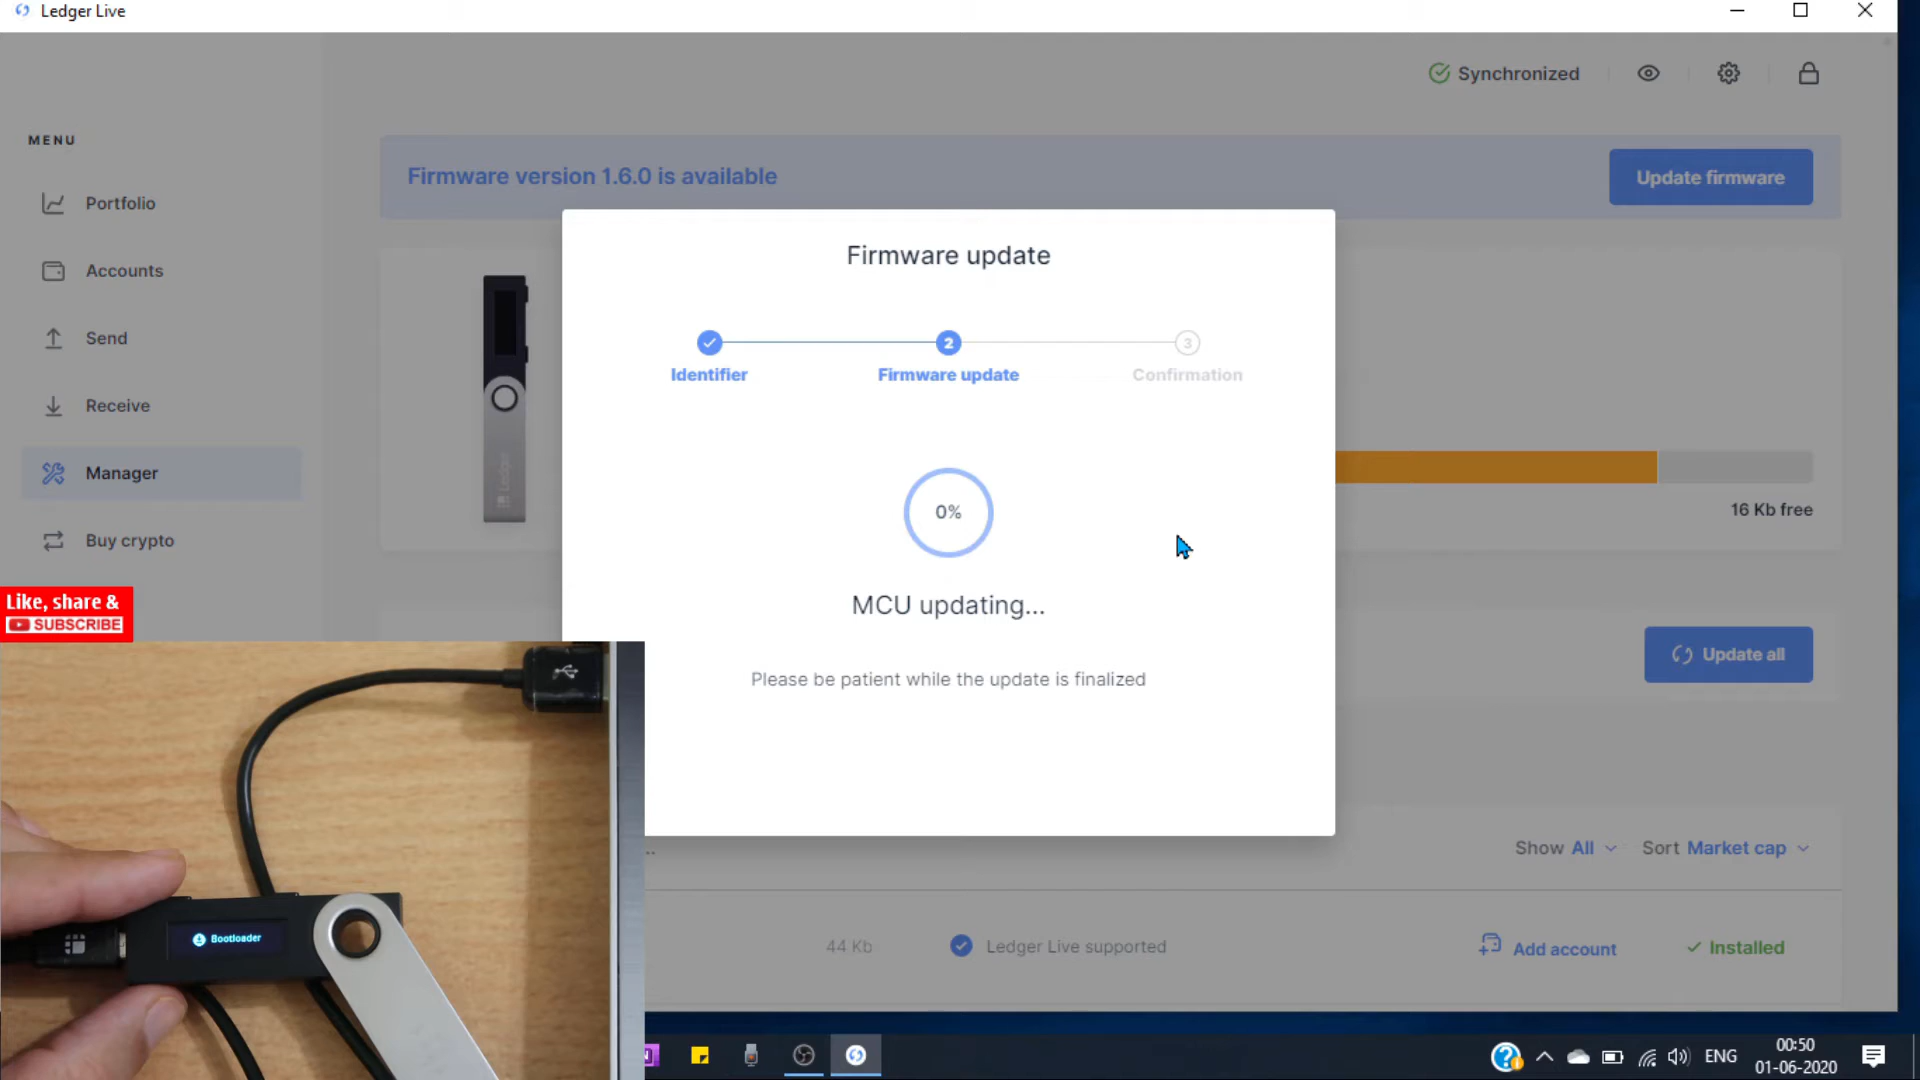 Ledger Live
Synchronized
MENU
Portfolio
Accounts
Send
Receive
Manager
Buy crypto
Firmware version 1.6.0 is available
Update firmware
Firmware update
2
3
Identifier
Firmware update
Confirmation
0%
MCU updating...
Please be patient while the update is finalized
16 Kb free
Update all
Ledger
Like, share &
SUBSCRIBE
Bootloader
Show All
Sort Market cap
44 Kb
Ledger Live supported
Add account
Installed
ENG
00:50
01-06-2020